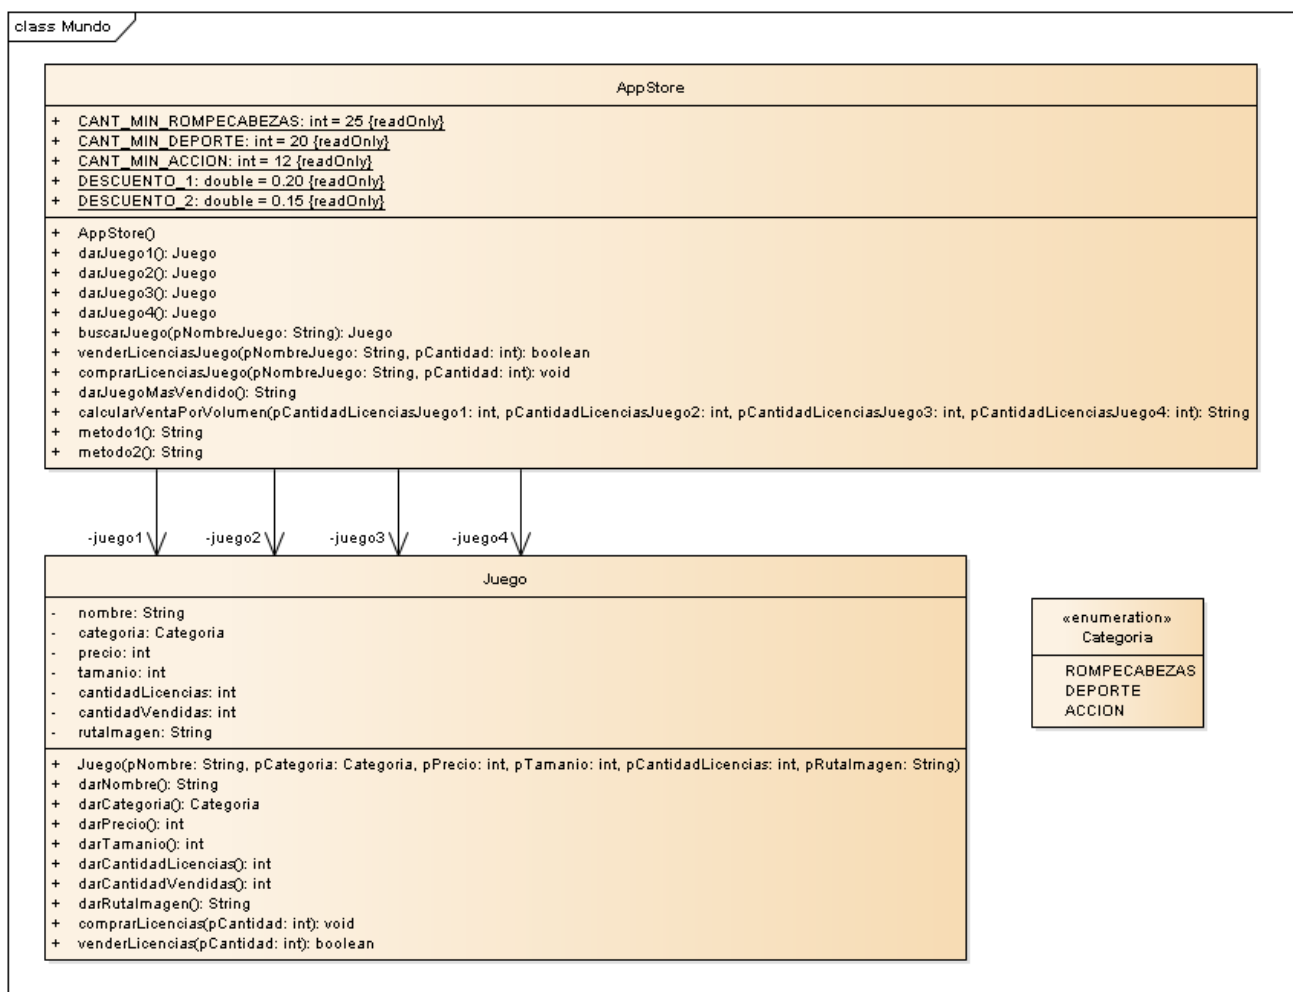 class Mundo
AppStore
+ CANT_MIN_ROMPECABEZAS: int = 25 {readOnly}
+ CANT_MIN_DEPORTE: int = 20 {readOnly}
+ CANT_MIN_ACCION: int = 12 {readOnly}
+ DESCUENTO_1: double = 0.20 {readOnly}
+ DESCUENTO_2: double = 0.15 {readOnly}
+ AppStore()
+ darJuego1(): Juego
+ darJuego2(): Juego
+ darJuego3(): Juego
+ darJuego4(): Juego
+ buscarJuego(pNombreJuego: String): Juego
+ venderLicenciasJuego(pNombreJuego: String, pCantidad: int): boolean
+ comprarLicenciasJuego(pNombreJuego: String, pCantidad: int): void
+ darJuegoMasVendido(): String
+ calcularVentaPorVolumen(pCantidadLicenciasJuego1: int, pCantidadLicenciasJuego2: int, pCantidadLicenciasJuego3: int, pCantidadLicenciasJuego4: int): String
+ metodo1(): String
+ metodo2(): String
-juego1 -juego2 -juego3 -juego4
Juego
- nombre: String
- categoria: Categoria
- precio: int
- tamanio: int
- cantidadLicencias: int
- cantidadVendidas: int
- rutaImagen: String
+ Juego(pNombre: String, pCategoria: Categoria, pPrecio: int, pTamanio: int, pCantidadLicencias: int, pRutaImagen: String)
+ darNombre(): String
+ darCategoria(): Categoria
+ darPrecio(): int
+ darTamanio(): int
+ darCantidadLicencias(): int
+ darCantidadVendidas(): int
+ darRutaImagen(): String
+ comprarLicencias(pCantidad: int): void
+ venderLicencias(pCantidad: int): boolean
«enumeration»
Categoria
ROMPECABEZAS
DEPORTE
ACCION